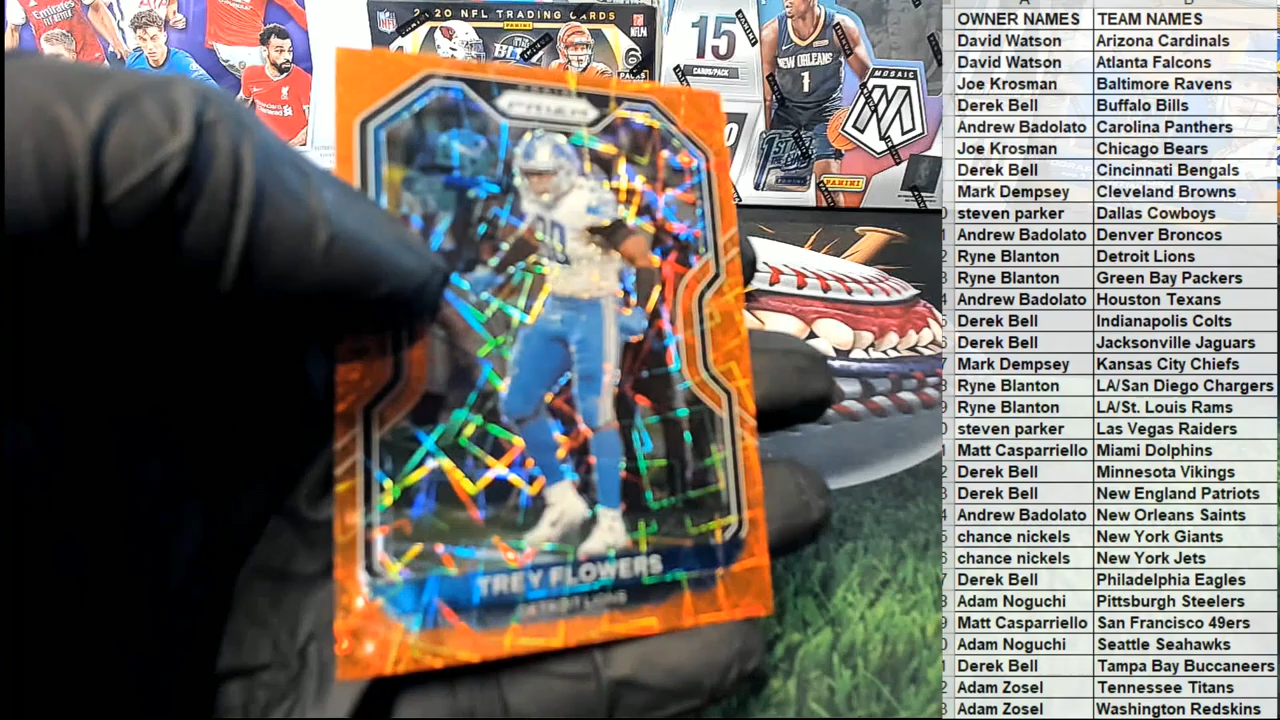 2020 NFL TRADING CARDS
PANINI
NFL
15
CARDS/PACK
NEW ORLEANS
1
MOSAIC
M
PANINI
PRIZM
90
TREY FLOWERS
DETROIT LIONS
OWNER NAMES TEAM NAMES
David Watson Arizona Cardinals
David Watson Atlanta Falcons
Joe Krosman Baltimore Ravens
Derek Bell Buffalo Bills
Andrew Badolato Carolina Panthers
Joe Krosman Chicago Bears
Derek Bell Cincinnati Bengals
Mark Dempsey Cleveland Browns
steven parker Dallas Cowboys
Andrew Badolato Denver Broncos
Ryne Blanton Detroit Lions
Ryne Blanton Green Bay Packers
Andrew Badolato Houston Texans
Derek Bell Indianapolis Colts
Derek Bell Jacksonville Jaguars
Mark Dempsey Kansas City Chiefs
Ryne Blanton LA/San Diego Chargers
Ryne Blanton LA/St. Louis Rams
steven parker Las Vegas Raiders
Matt Casparriello Miami Dolphins
Derek Bell Minnesota Vikings
Derek Bell New England Patriots
Andrew Badolato New Orleans Saints
chance nickels New York Giants
chance nickels New York Jets
Derek Bell Philadelphia Eagles
Adam Noguchi Pittsburgh Steelers
Matt Casparriello San Francisco 49ers
Adam Noguchi Seattle Seahawks
Derek Bell Tampa Bay Buccaneers
Adam Zosel Tennessee Titans
Adam Zosel Washington Redskins